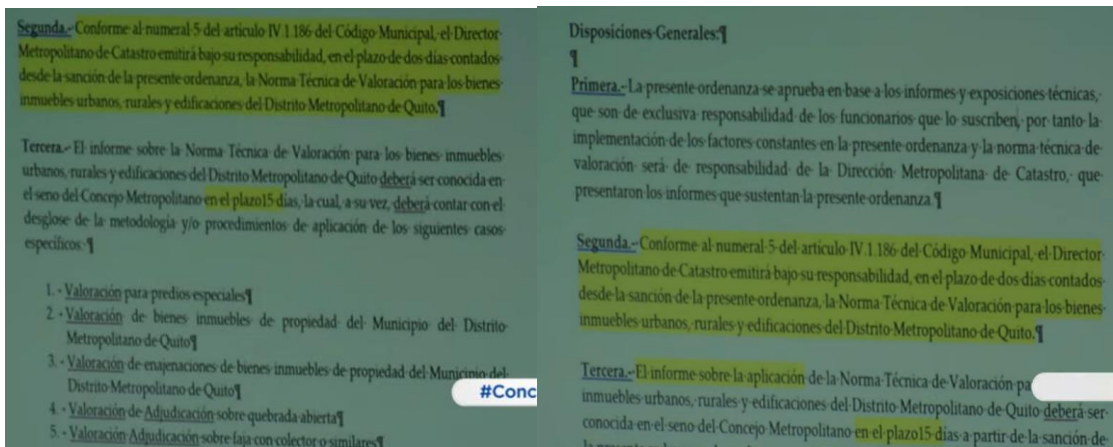 Segunda.- Conforme al numeral 5 del artículo IV.1.186 del Código Municipal, el Director
Metropolitano de Catastro emitirá bajo su responsabilidad, en el plazo de dos días contados
desde la sanción de la presente ordenanza, la Norma Técnica de Valoración para los bienes
inmuebles urbanos, rurales y edificaciones del Distrito Metropolitano de Quito.¶
Tercera.- El informe sobre la Norma Técnica de Valoración para los bienes inmuebles
urbanos, rurales y edificaciones del Distrito Metropolitano de Quito deberá ser conocida en
el seno del Concejo Metropolitano en el plazo15 días, la cual, a su vez, deberá contar con el
desglose de la metodología y/o procedimientos de aplicación de los siguientes casos
específicos: ¶
1. - Valoración para predios especiales¶
2. - Valoración de bienes inmuebles de propiedad del Municipio del Distrito
Metropolitano de Quito¶
3. - Valoración de enajenaciones de bienes inmuebles de propiedad del Municipio del
Distrito Metropolitano de Quito¶
#Conc
4. - Valoración de Adjudicación sobre quebrada abierta¶
5. - Valoración Adjudicación sobre faja con colector o similares¶
Disposiciones Generales:¶
¶
Primera.- La presente ordenanza se aprueba en base a los informes y exposiciones técnicas,
que son de exclusiva responsabilidad de los funcionarios que lo suscriben, por tanto la
implementación de los factores constantes en la presente ordenanza y la norma técnica de
valoración será de responsabilidad de la Dirección Metropolitana de Catastro, que
presentaron los informes que sustentan la presente ordenanza.¶
Segunda.- Conforme al numeral 5 del artículo IV.1.186 del Código Municipal, el Director
Metropolitano de Catastro emitirá bajo su responsabilidad, en el plazo de dos días contados
desde la sanción de la presente ordenanza, la Norma Técnica de Valoración para los bienes
inmuebles urbanos, rurales y edificaciones del Distrito Metropolitano de Quito.¶
Tercera.- El informe sobre la aplicación de la Norma Técnica de Valoración pa
inmuebles urbanos, rurales y edificaciones del Distrito Metropolitano de Quito deberá ser
conocida en el seno del Concejo Metropolitano en el plazo15 días a partir de la sanción de